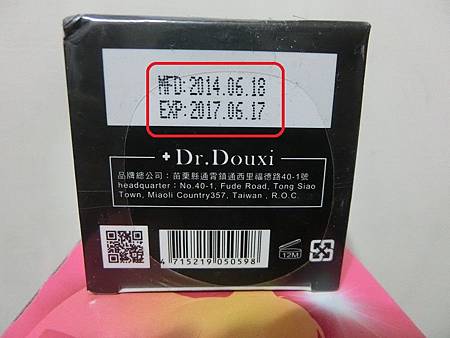 MFD:2014.06.18
EXP:2017.06.17
Dr.Douxi
品牌總公司：苗栗縣通霄鎮通西里福德路40-1號
headquarter：No.40-1, Fude Road, Tong Siao
Town, Miaoli Country357, Taiwan , R.O.C.
4 715219 050598
12M